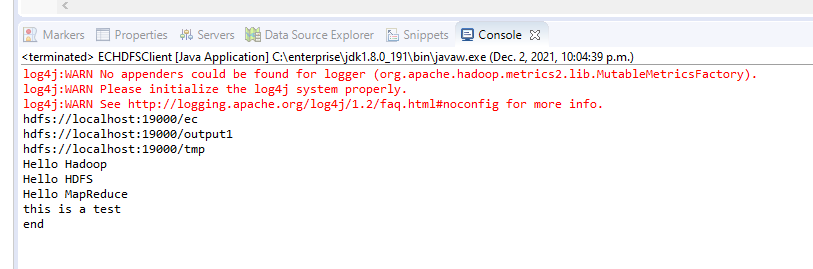 Markers Properties Servers Data Source Explorer Snippets Console
<terminated> ECHDFSClient [Java Application] C:\enterprise\jdk1.8.0_191\bin\javaw.exe (Dec. 2, 2021, 10:04:39 p.m.)
log4j:WARN No appenders could be found for logger (org.apache.hadoop.metrics2.lib.MutableMetricsFactory).
log4j:WARN Please initialize the log4j system properly.
log4j:WARN See http://logging.apache.org/log4j/1.2/faq.html#noconfig for more info.
hdfs://localhost:19000/ec
hdfs://localhost:19000/output1
hdfs://localhost:19000/tmp
Hello Hadoop
Hello HDFS
Hello MapReduce
this is a test
end